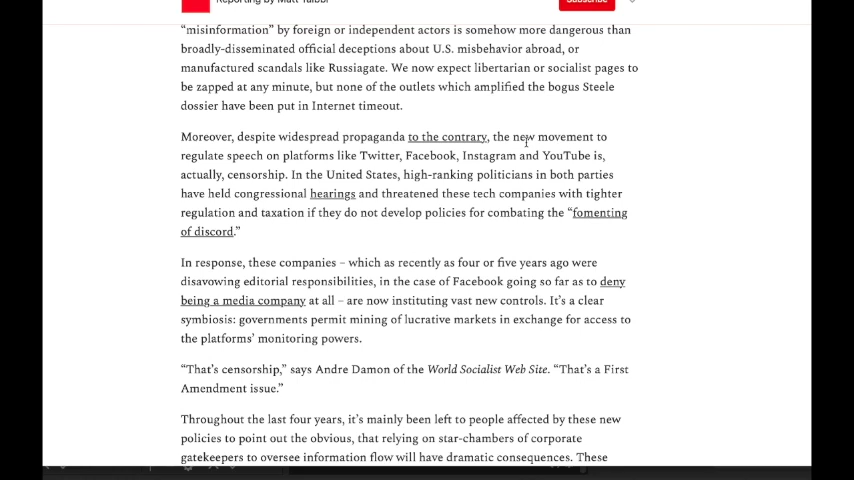 Reporting by Matt Taibbi
Subscribe
“misinformation” by foreign or independent actors is somehow more dangerous than
broadly-disseminated official deceptions about U.S. misbehavior abroad, or
manufactured scandals like Russiagate. We now expect libertarian or socialist pages to
be zapped at any minute, but none of the outlets which amplified the bogus Steele
dossier have been put in Internet timeout.
Moreover, despite widespread propaganda to the contrary, the new movement to
regulate speech on platforms like Twitter, Facebook, Instagram and YouTube is,
actually, censorship. In the United States, high-ranking politicians in both parties
have held congressional hearings and threatened these tech companies with tighter
regulation and taxation if they do not develop policies for combating the “fomenting
of discord.”
In response, these companies – which as recently as four or five years ago were
disavowing editorial responsibilities, in the case of Facebook going so far as to deny
being a media company at all – are now instituting vast new controls. It’s a clear
symbiosis: governments permit mining of lucrative markets in exchange for access to
the platforms’ monitoring powers.
“That’s censorship,” says Andre Damon of the World Socialist Web Site. “That’s a First
Amendment issue.”
Throughout the last four years, it’s mainly been left to people affected by these new
policies to point out the obvious, that relying on star-chambers of corporate
gatekeepers to oversee information flow will have dramatic consequences. These